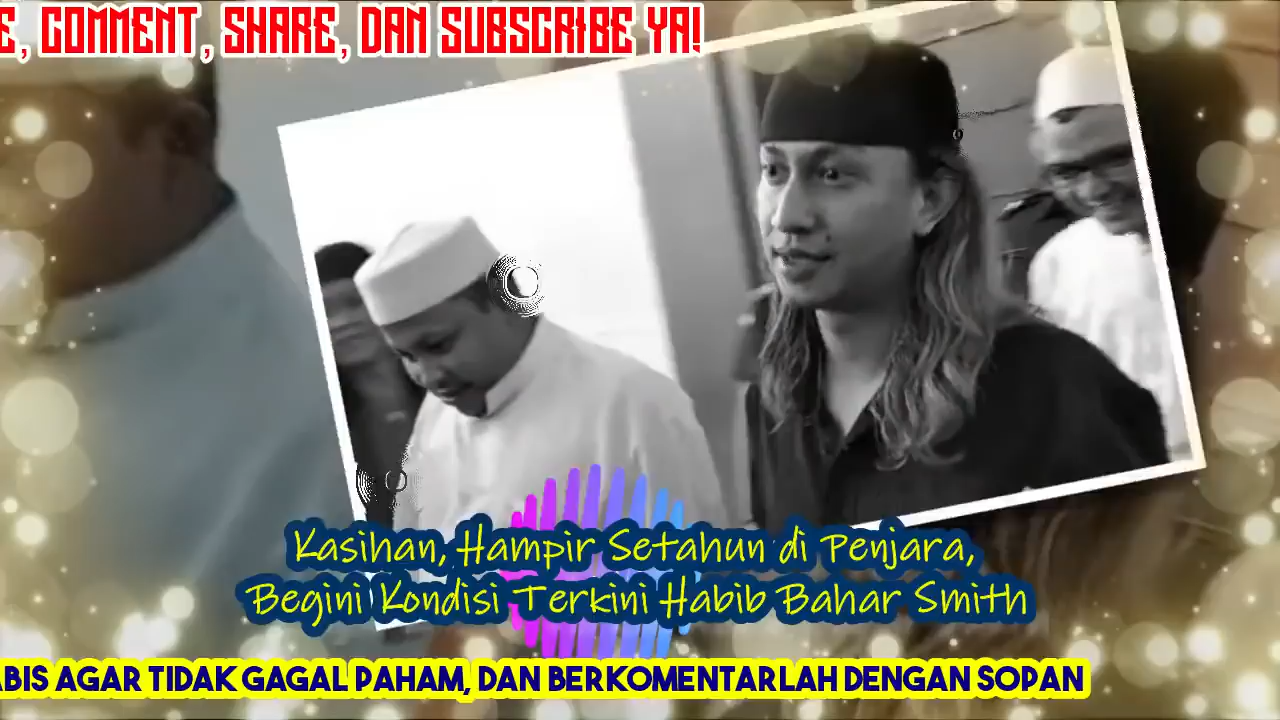 , COMMENT, SHARE, DAN SUBSCRIBE YA!
Kasihan, Hampir Setahun di Penjara,
Begini Kondisi Terkini Habib Bahar Smith
AGAR TIDAK GAGAL PAHAM, DAN BERKOMENTARLAH DENGAN SOPAN